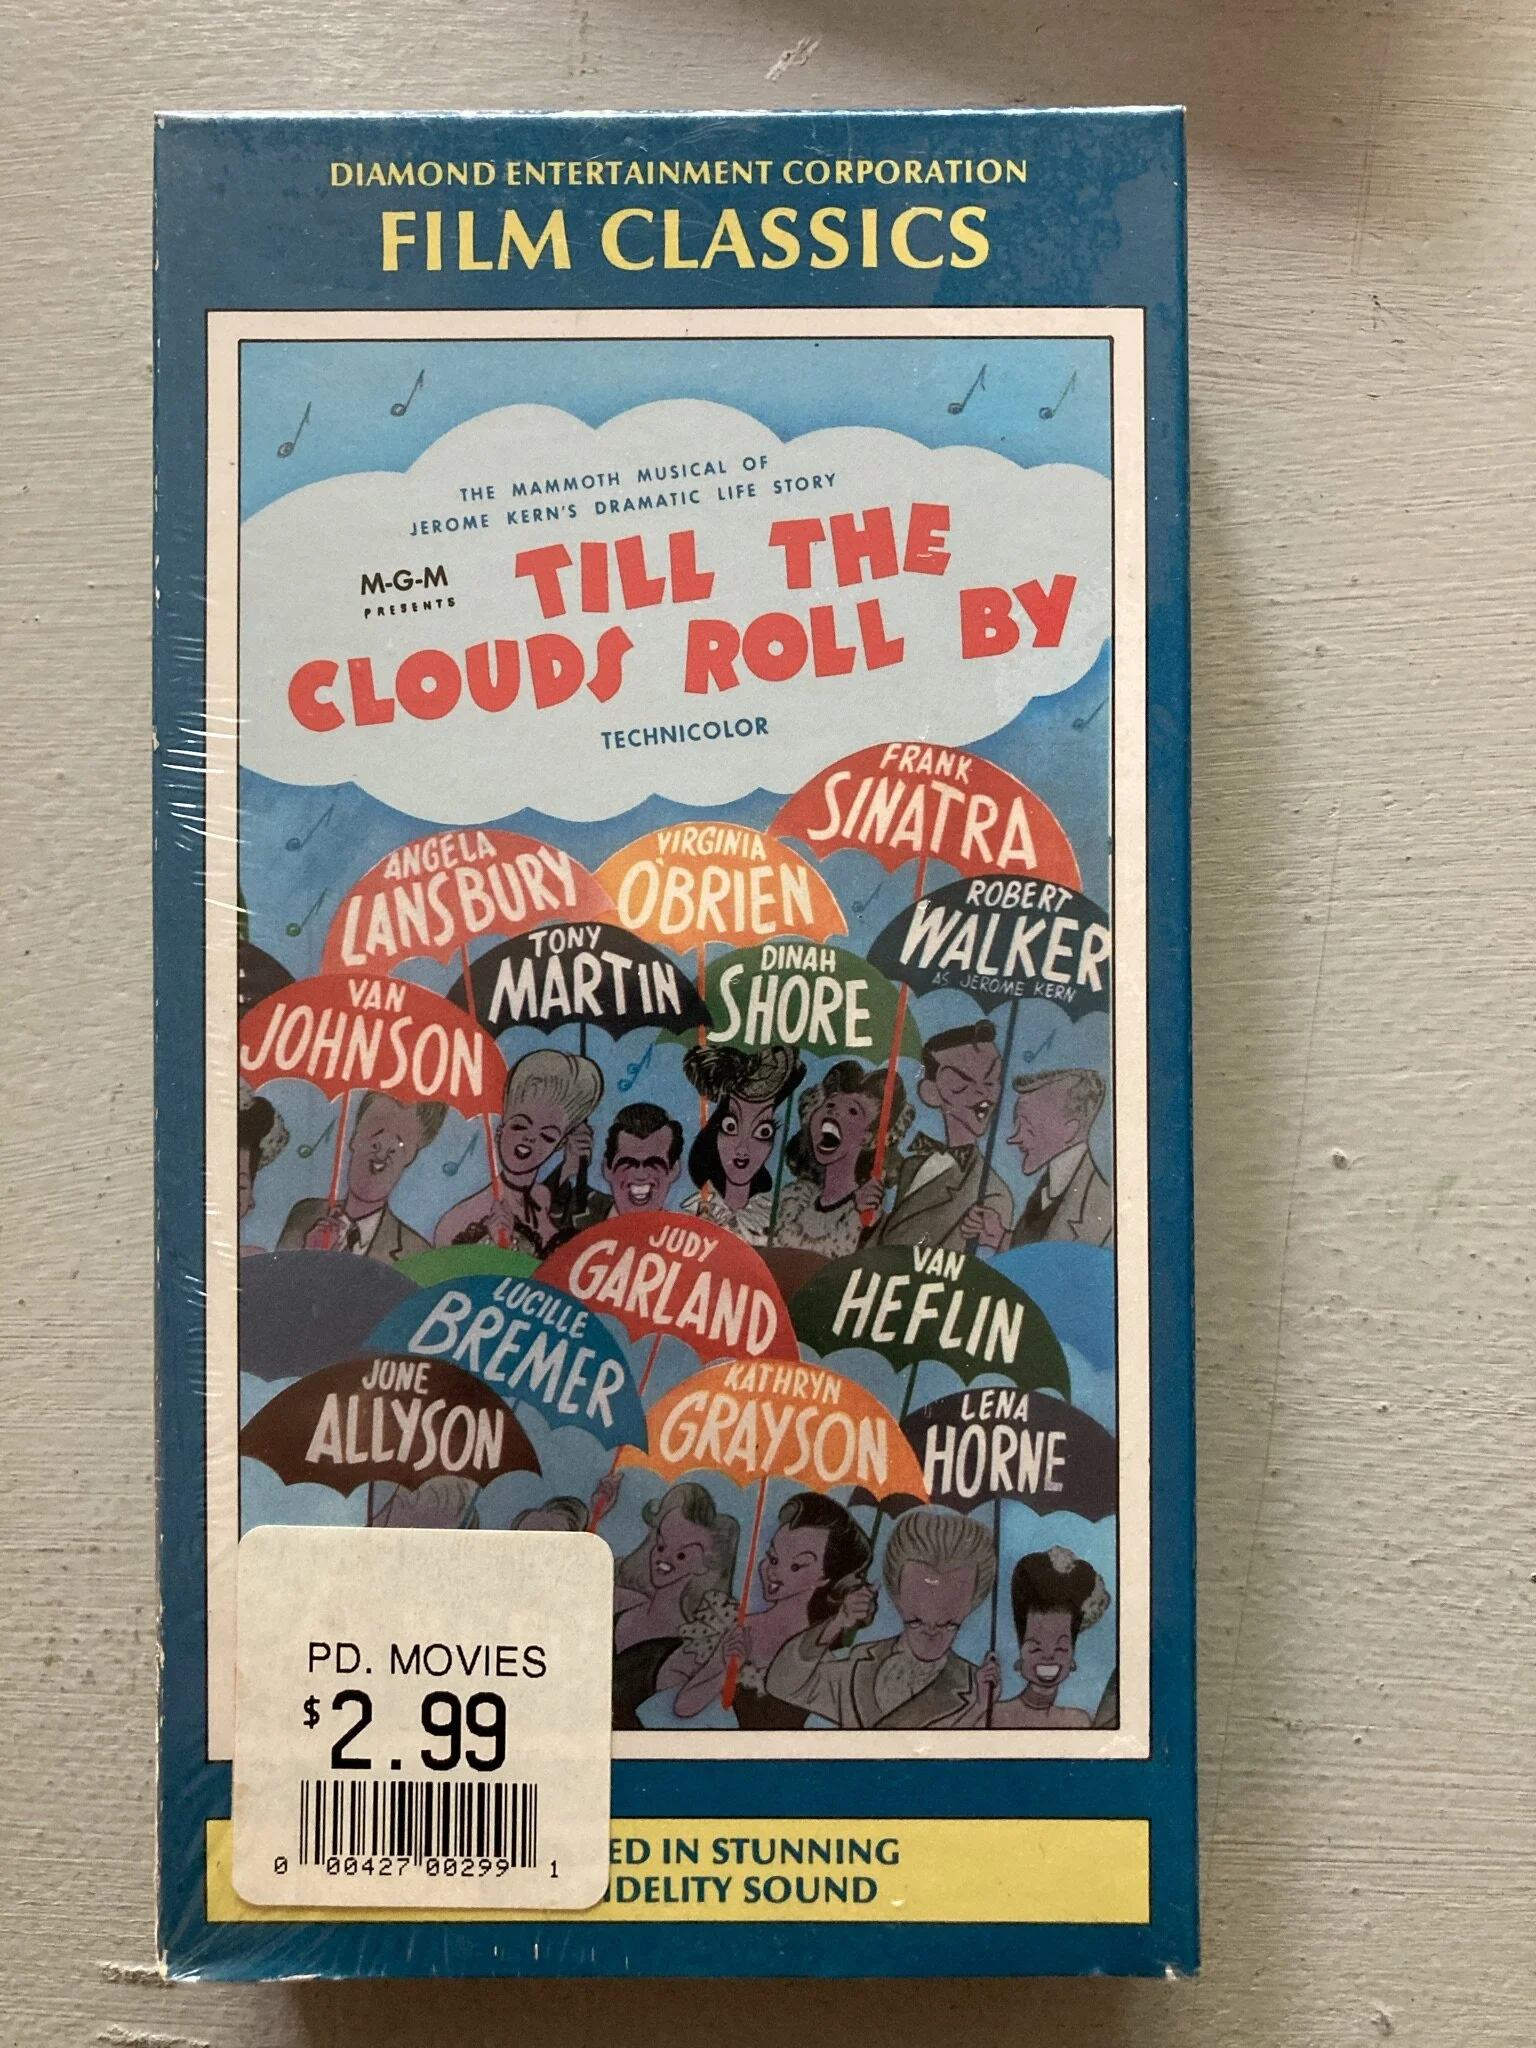 DIAMOND ENTERTAINMENT CORPORATION
FILM CLASSICS
THE MAMMOTH MUSICAL OF
JEROME KERN'S DRAMATIC LIFE STORY
M-G-M
PRESENTS
TILL THE
CLOUDS ROLL BY
TECHNICOLOR
FRANK
SINATRA
ANGELA
LANSBURY
VIRGINIA
O'BRIEN
ROBERT
WALKER
AS JEROME KERN
TONY
MARTIN
DINAH
SHORE
VAN
JOHNSON
JUDY
GARLAND
VAN
HEFLIN
LUCILLE
BREMER
JUNE
ALLYSON
KATHRYN
GRAYSON
LENA
HORNE
PD. MOVIES
$2.99
0 00427 00299 1
ED IN STUNNING
IDELITY SOUND